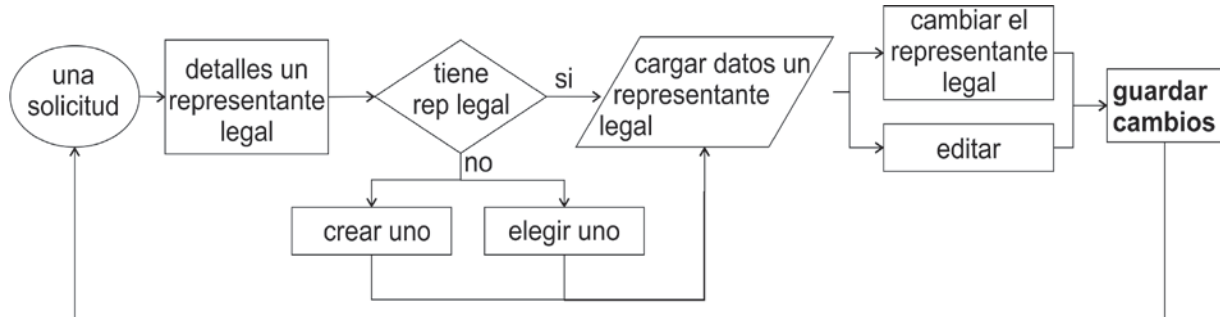 una
solicitud
detalles un
representante
legal
tiene
rep legal
si
no
crear uno
elegir uno
cargar datos un
representante
legal
cambiar el
representante
legal
editar
guardar
cambios